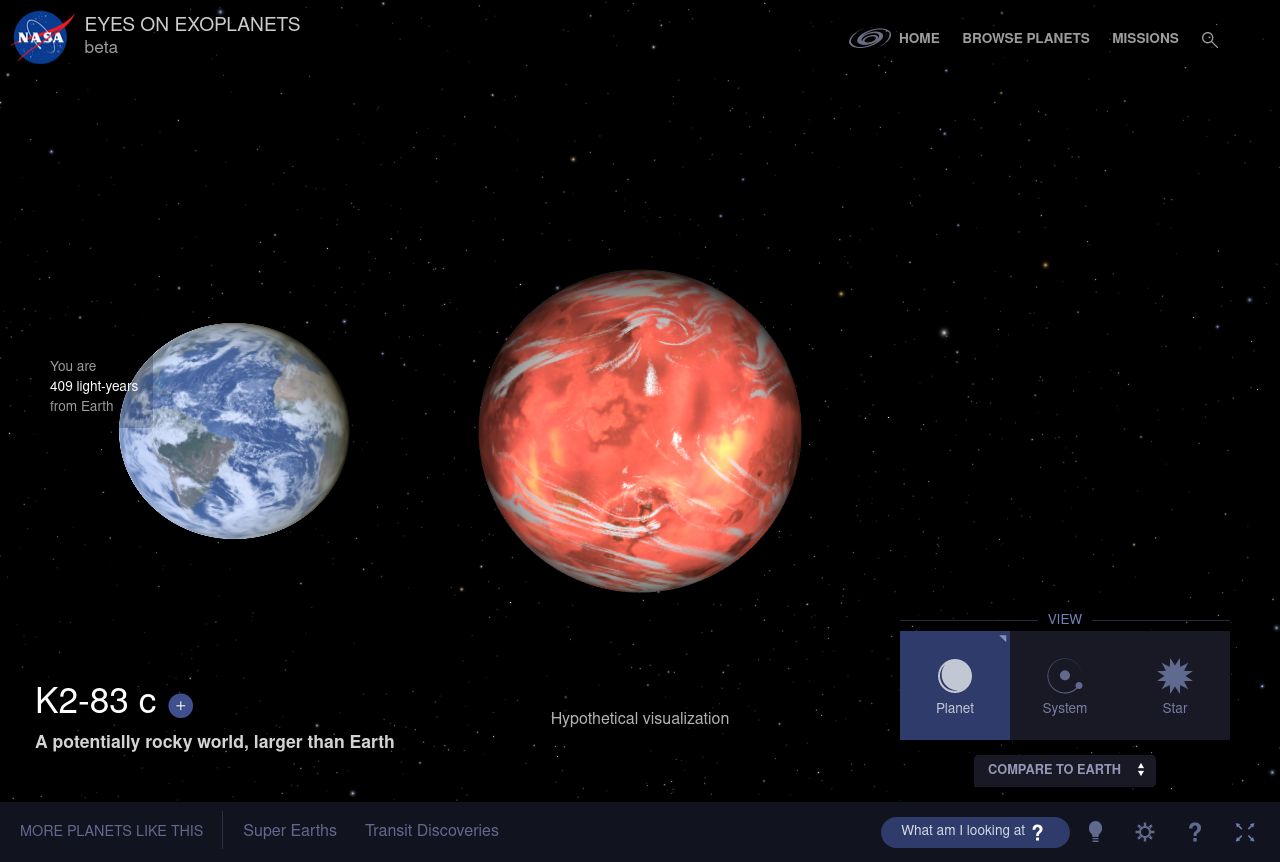 NASA
EYES ON EXOPLANETS
beta
HOME
BROWSE PLANETS
MISSIONS
You are
409 light-years
from Earth
VIEW
Planet
System
Star
K2-83 c +
A potentially rocky world, larger than Earth
Hypothetical visualization
COMPARE TO EARTH
MORE PLANETS LIKE THIS
Super Earths
Transit Discoveries
What am I looking at ?
?